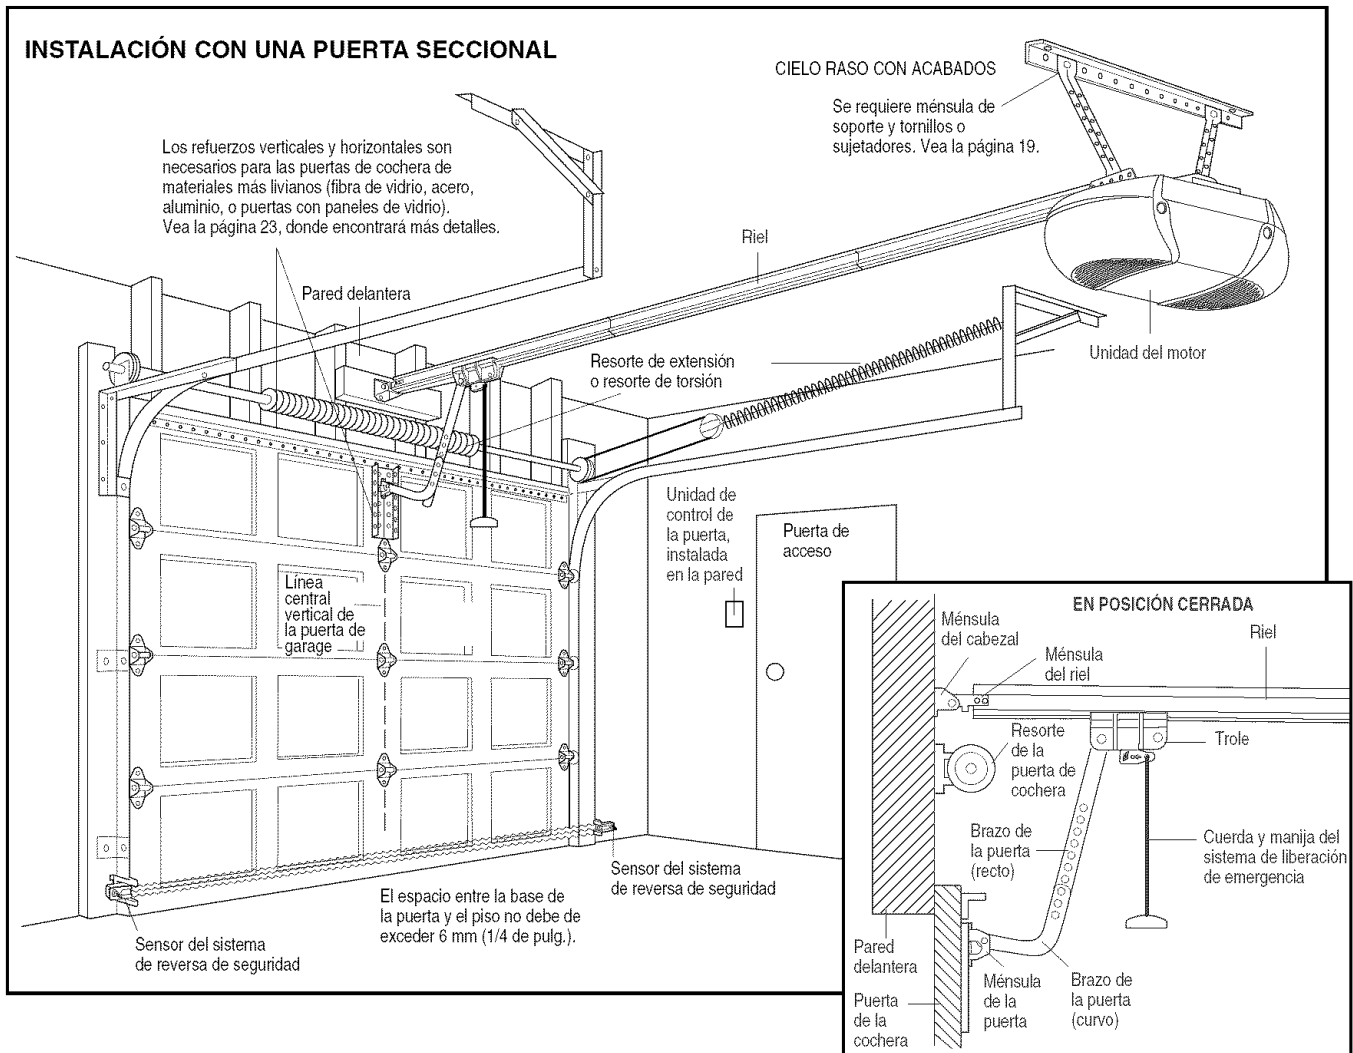 INSTALACIÓN CON UNA PUERTA SECCIONAL
CIELO RASO CON ACABADOS
Se requiere ménsula de
soporte y tornillos o
sujetadores. Vea la página 19.
Los refuerzos verticales y horizontales son
necesarios para las puertas de cochera de
materiales más livianos (fibra de vidrio, acero,
aluminio, o puertas con paneles de vidrio).
Vea la página 23, donde encontrará más detalles.
Riel
Pared delantera
Unidad del motor
Resorte de extensión
o resorte de torsión
Unidad de
control de
la puerta,
instalada
en la pared
Puerta de
acceso
Línea
central
vertical de
la puerta de
garage
Sensor del sistema
de reversa de seguridad
El espacio entre la base de
la puerta y el piso no debe de
exceder 6 mm (1/4 de pulg.).
Sensor del sistema
de reversa de seguridad
EN POSICIÓN CERRADA
Ménsula
del cabezal
Riel
Ménsula
del riel
Resorte
de la
puerta de
cochera
Trole
Brazo de
la puerta
(recto)
Cuerda y manija del
sistema de liberación
de emergencia
Pared
delantera
Ménsula
de la
puerta
Brazo de
la puerta
(curvo)
Puerta
de la
cochera